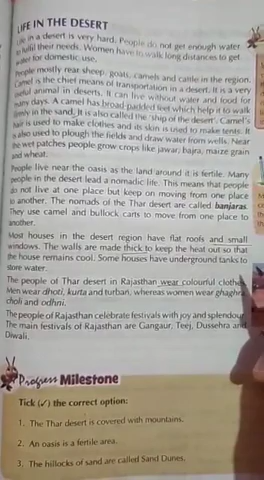 LIFE IN THE DESERT
Life in a desert is very hard. People do not get enough water
to fulfil their needs. Women have to walk long distances to get
water for domestic use.
People mostly rear sheep, goats, camels and cattle in the region.
Camel is the chief means of transportation in a desert. It is a very
useful animal in deserts. It can live without water and food for
many days. A camel has broad padded feet which help it to walk
firmly in the sand. It is also called the 'ship of the desert'. Camel's
hair is used to make clothes and its skin is used to make tents. It
is also used to plough the fields and draw water from wells. Near
the wet patches people grow crops like jawar, bajra, maize grain
and wheat.
People live near the oasis as the land around it is fertile. Many
people in the desert lead a nomadic life. This means that people
do not live at one place but keep on moving from one place
to another. The nomads of the Thar desert are called banjaras.
They use camel and bullock carts to move from one place to
another.
Most houses in the desert region have flat roofs and small
windows. The walls are made thick to keep the heat out so that
the house remains cool. Some houses have underground tanks to
store water.
The people of Thar desert in Rajasthan wear colourful clothes.
Men wear dhoti, kurta and turban, whereas women wear ghaghra
choli and odhni.
The people of Rajasthan celebrate festivals with joy and splendour
The main festivals of Rajasthan are Gangaur, Teej, Dussehra and
Diwali.
Progress Milestone
Tick (✓) the correct option:
1. The Thar desert is covered with mountains.
2. An oasis is a fertile area.
3. The hillocks of sand are called Sand Dunes.